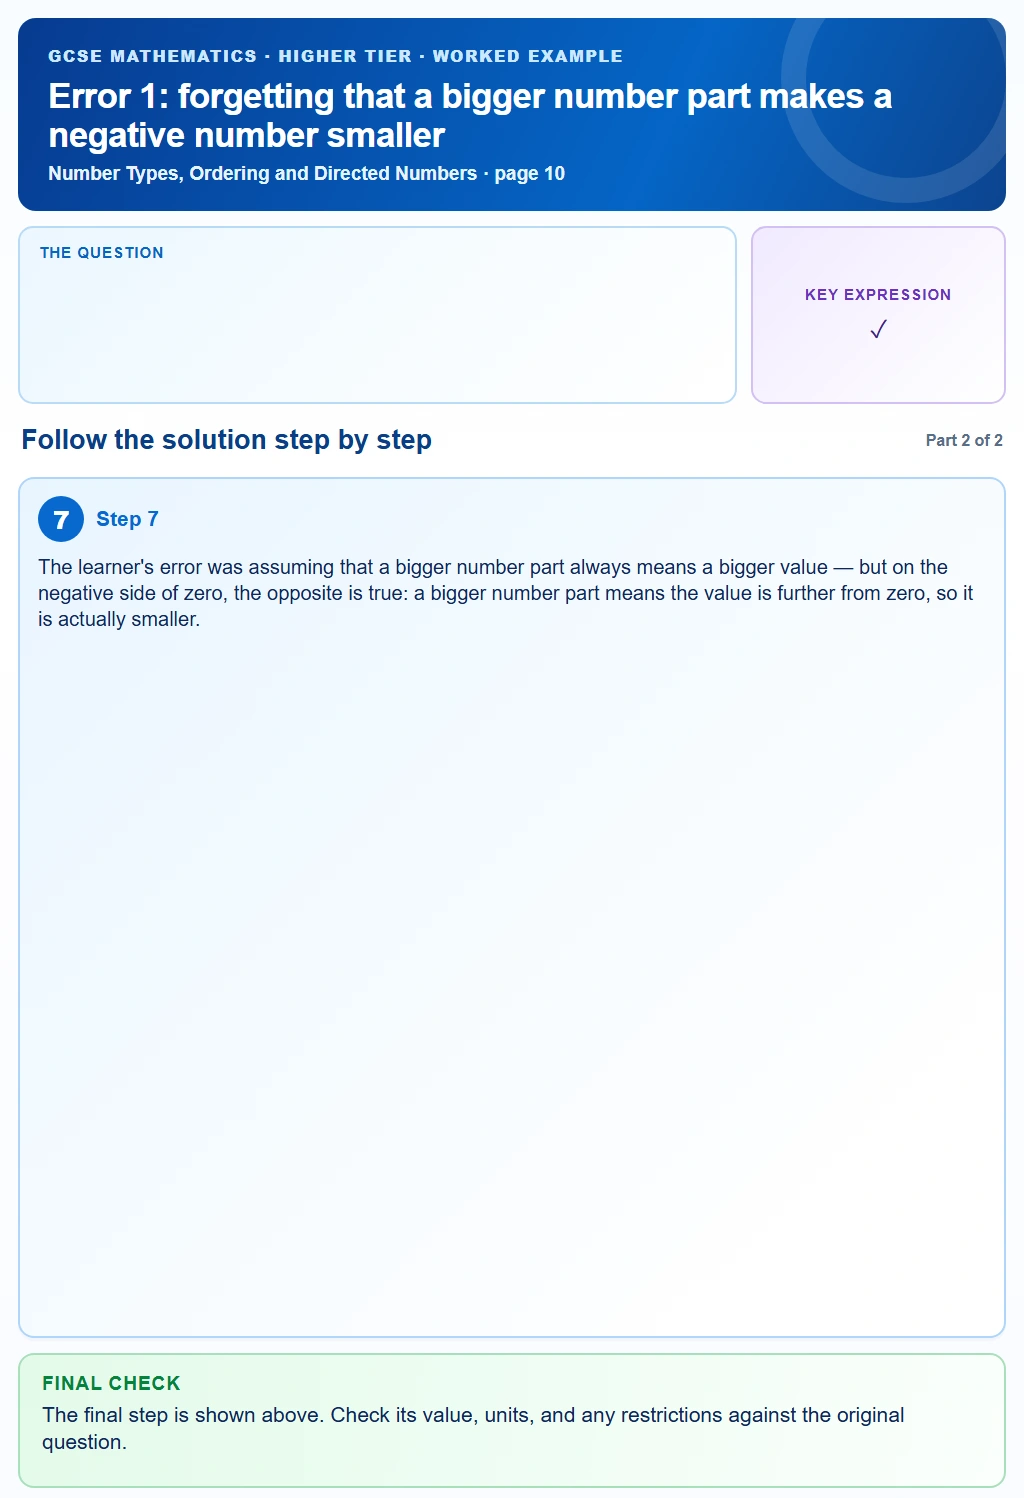 GCSE MATHEMATICS · HIGHER TIER · WORKED EXAMPLE
Error 1: forgetting that a bigger number part makes a
negative number smaller
Number Types, Ordering and Directed Numbers · page 10
THE QUESTION
KEY EXPRESSION
✓
Follow the solution step by step
Part 2 of 2
7
Step 7
The learner's error was assuming that a bigger number part always means a bigger value — but on the
negative side of zero, the opposite is true: a bigger number part means the value is further from zero, so it
is actually smaller.
FINAL CHECK
The final step is shown above. Check its value, units, and any restrictions against the original
question.